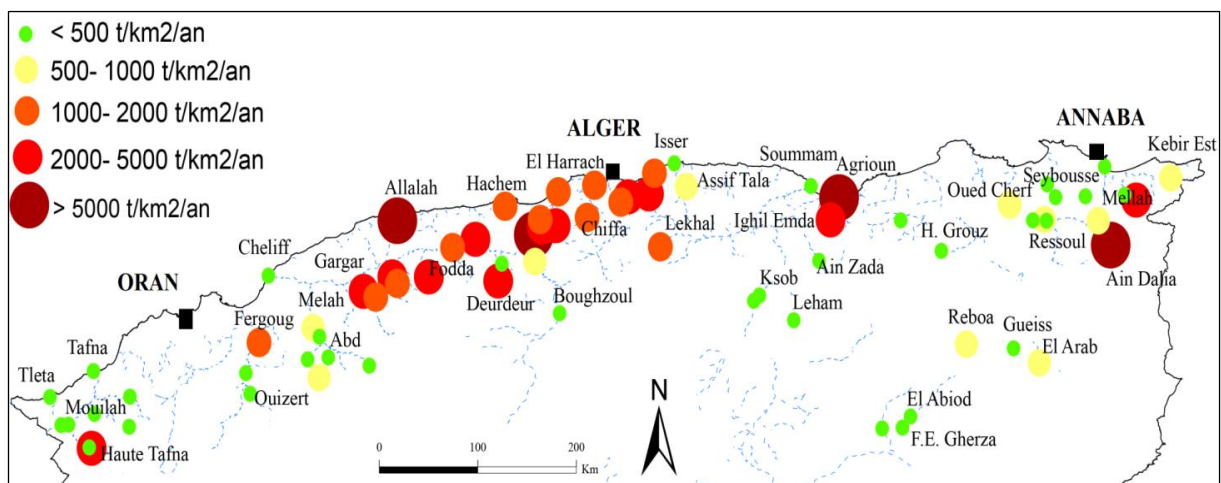 < 500 t/km2/an
500- 1000 t/km2/an
1000- 2000 t/km2/an
2000- 5000 t/km2/an
> 5000 t/km2/an
ANNABA
ALGER
Isser
Kebir Est
El Harrach
Soummam
Agrioun
Seybousse
Allalah
Hachem
Assif Tala
Oued Cherf
Mellah
Chiffa
Lekhal
Ighil Emda
H. Grouz
Ressoul
Cheliff
Gargar
Fodda
Ain Zada
Ain Dalia
ORAN
Deurdeur
Ksob
Melah
Boughzoul
Leham
Fergoug
Reboa
Gueiss
Abd
El Arab
Tafna
Tleta
Ouizert
N
El Abiod
Mouilah
F.E. Gherza
Haute Tafna
0 100 200
Km